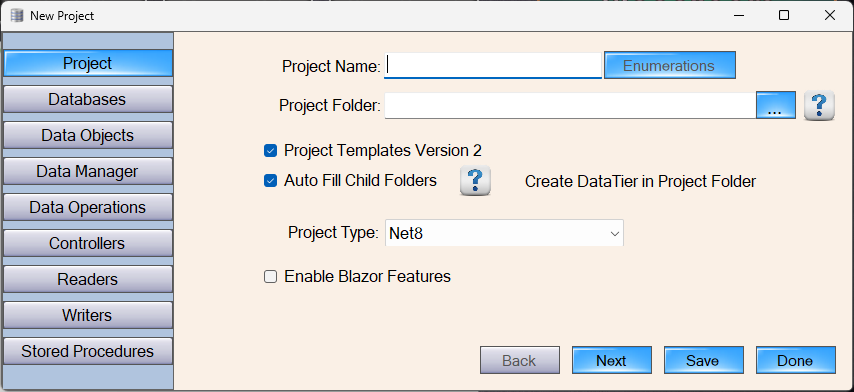 New Project
Project
Databases
Data Objects
Data Manager
Data Operations
Controllers
Readers
Writers
Stored Procedures
Project Name:
Enumerations
Project Folder:
...
?
Project Templates Version 2
Auto Fill Child Folders
?
Create DataTier in Project Folder
Project Type:
Net8
Enable Blazor Features
Back
Next
Save
Done